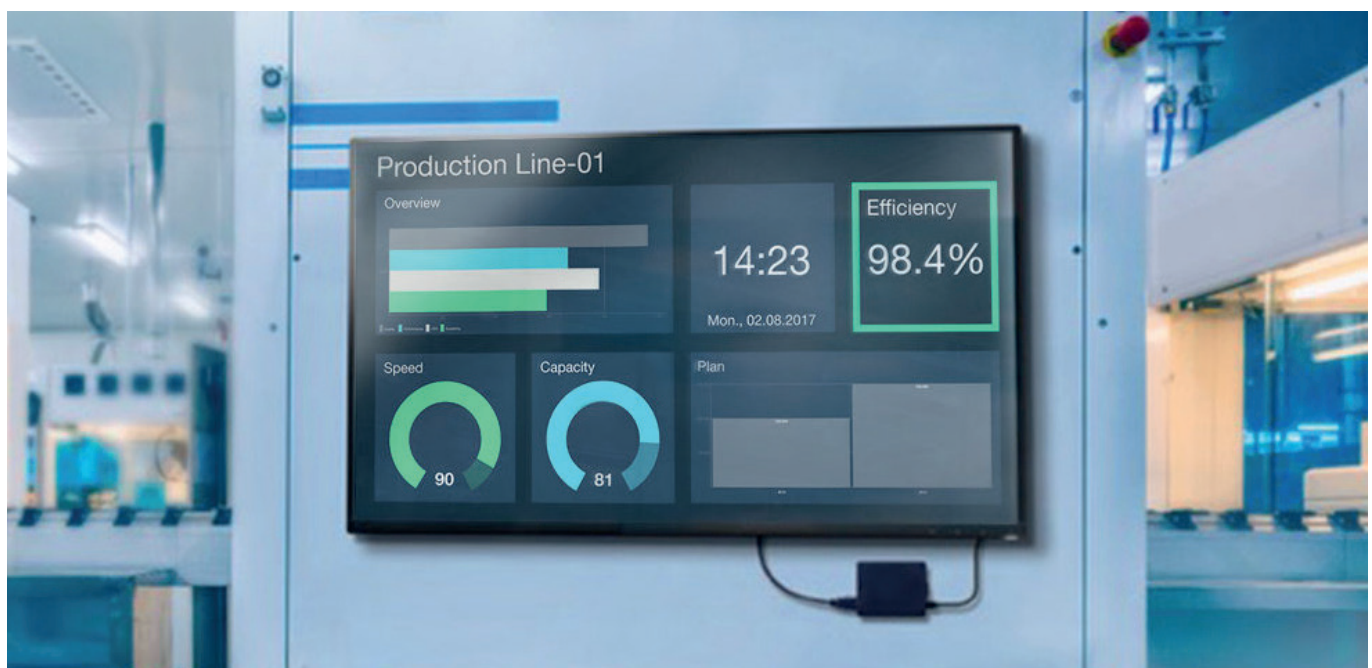 Production Line-01
Overview
14:23
Mon., 02.08.2017
Efficiency
98.4%
Speed
90
Capacity
81
Plan